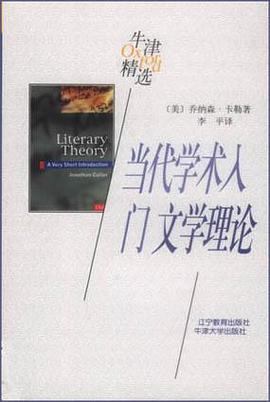 牛津
Oxford
精选
〔美〕乔纳森·卡勒著
李 平译
Literary
Theory
A Very Short Introduction
Jonathan Culler
当代学术入
门 文学理论
辽宁教育出版社
牛津大学出版社